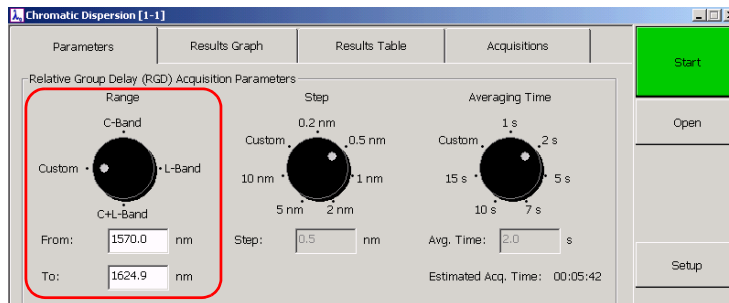 Chromatic Dispersion [1-1]
Parameters Results Graph Results Table Acquisitions
Start
Relative Group Delay (RGD) Acquisition Parameters
Range Step Averaging Time
C-Band 0.2 nm 1 s
Open
Custom 0.5 nm Custom 2 s
Custom L-Band 10 nm 1 nm 15 s 5 s
C+L-Band 5 nm 2 nm 10 s 7 s
From: 1570.0 nm Step: 0.5 nm Avg. Time: 2.0 s
To: 1624.9 nm Estimated Acq. Time: 00:05:42
Setup